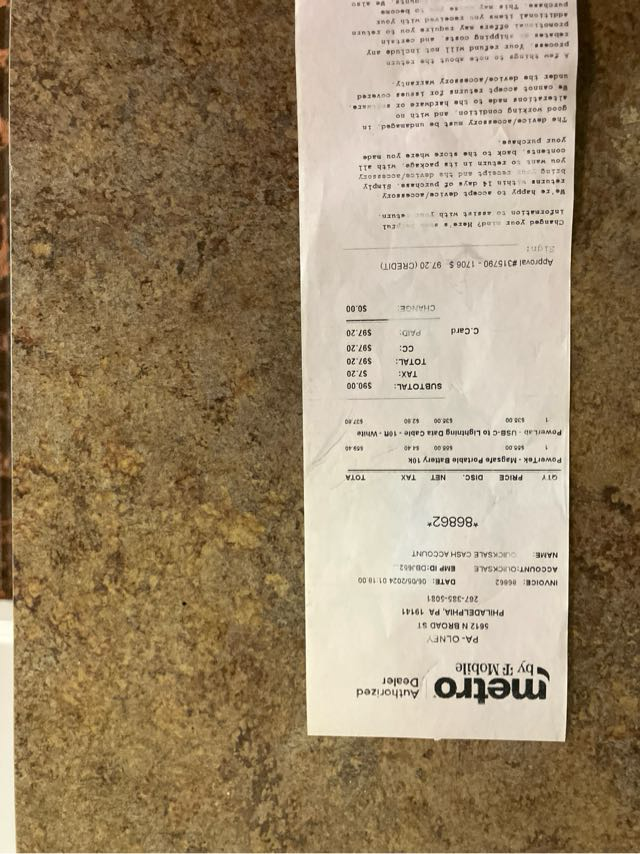 metro
by T Mobile
Authorized
Dealer
PA- OLNEY
5612 N BROAD ST
PHILADELPHIA, PA 19141
267-385-5081
INVOICE: 86862 DATE: 06/05/2024 01:18:00
ACCOUNT:QUICKSALE EMP ID:DBJ652
NAME: QUICKSALE CASH ACCOUNT
*86862*
QTY PRICE DISC. NET TAX TOTA
PowerTek - Magsafe Portable Battery 10k
1 $55.00 $55.00 $4.40 $59.40
PowerLab - USB-C to Lightning Data Cable - 10ft - White
1 $35.00 $35.00 $2.80 $37.80
SUBTOTAL: $90.00
TAX: $7.20
TOTAL: $97.20
CC: $97.20
C.Card PAID: $97.20
CHANGE: $0.00
Approval #315790 - 1706 $ 97.20 (CREDIT)
Sign:
Changed your mind? Here's some helpful
information to assist with your return.
We're happy to accept device/accessory
returns within 14 days of purchase. Simply
bring your receipt and the device/accessory
you want to return in its package, with all
contents, back to the store where you made
your purchase.
The device/accessory must be undamaged, in
good working condition, and with no
alterations made to the hardware or software.
We cannot accept returns for issues covered
under the device/accessory warranty.
A few things to note about the return
process: Your refund will not include any
rebates or shipping costs, and certain
promotional offers may require you to return
additional items you received with your
purchase. This may cause to become
We also